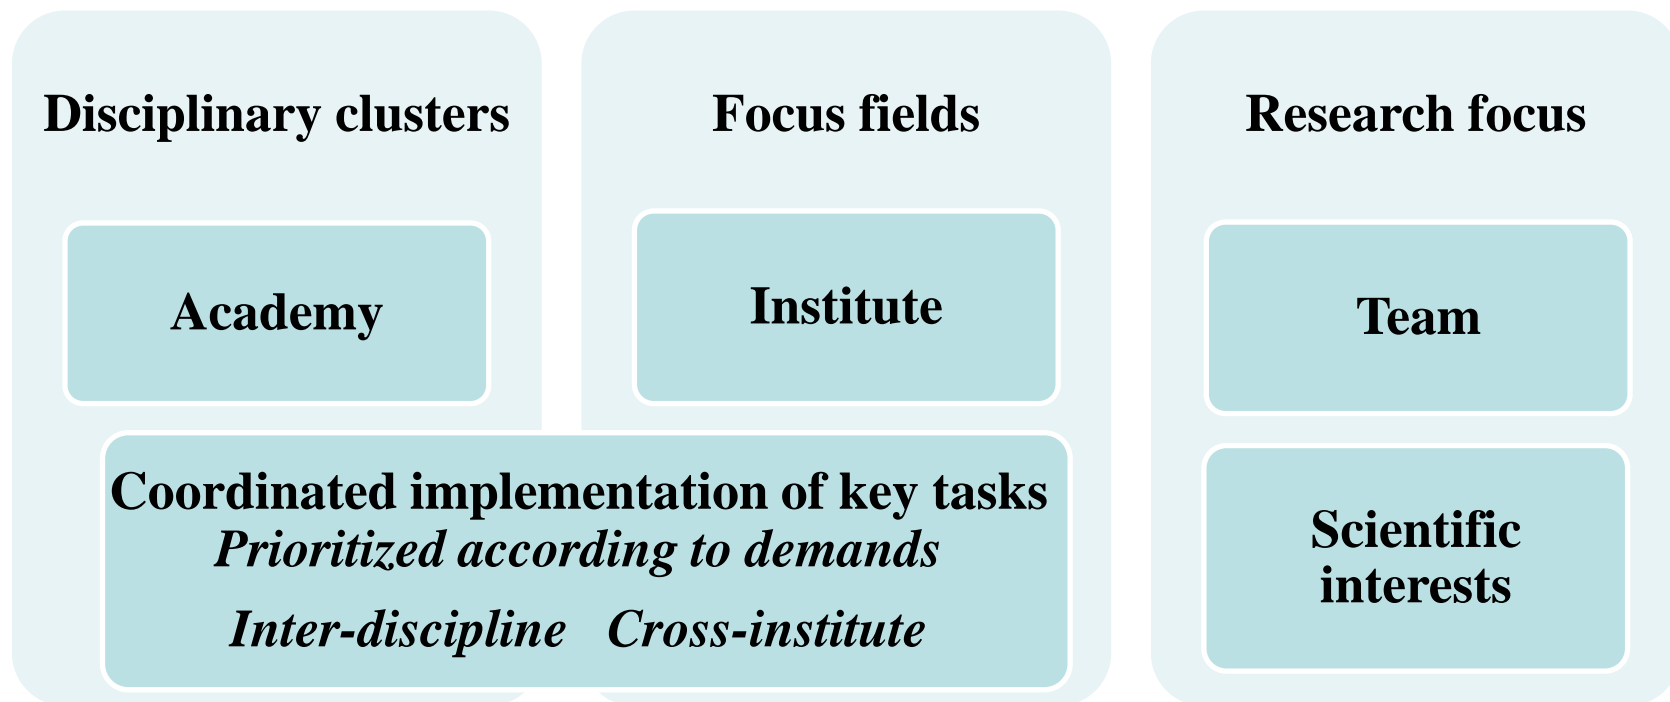 Disciplinary clusters
Focus fields
Research focus
Academy
Institute
Team
Coordinated implementation of key tasks
Prioritized according to demands
Inter-discipline Cross-institute
Scientific
interests